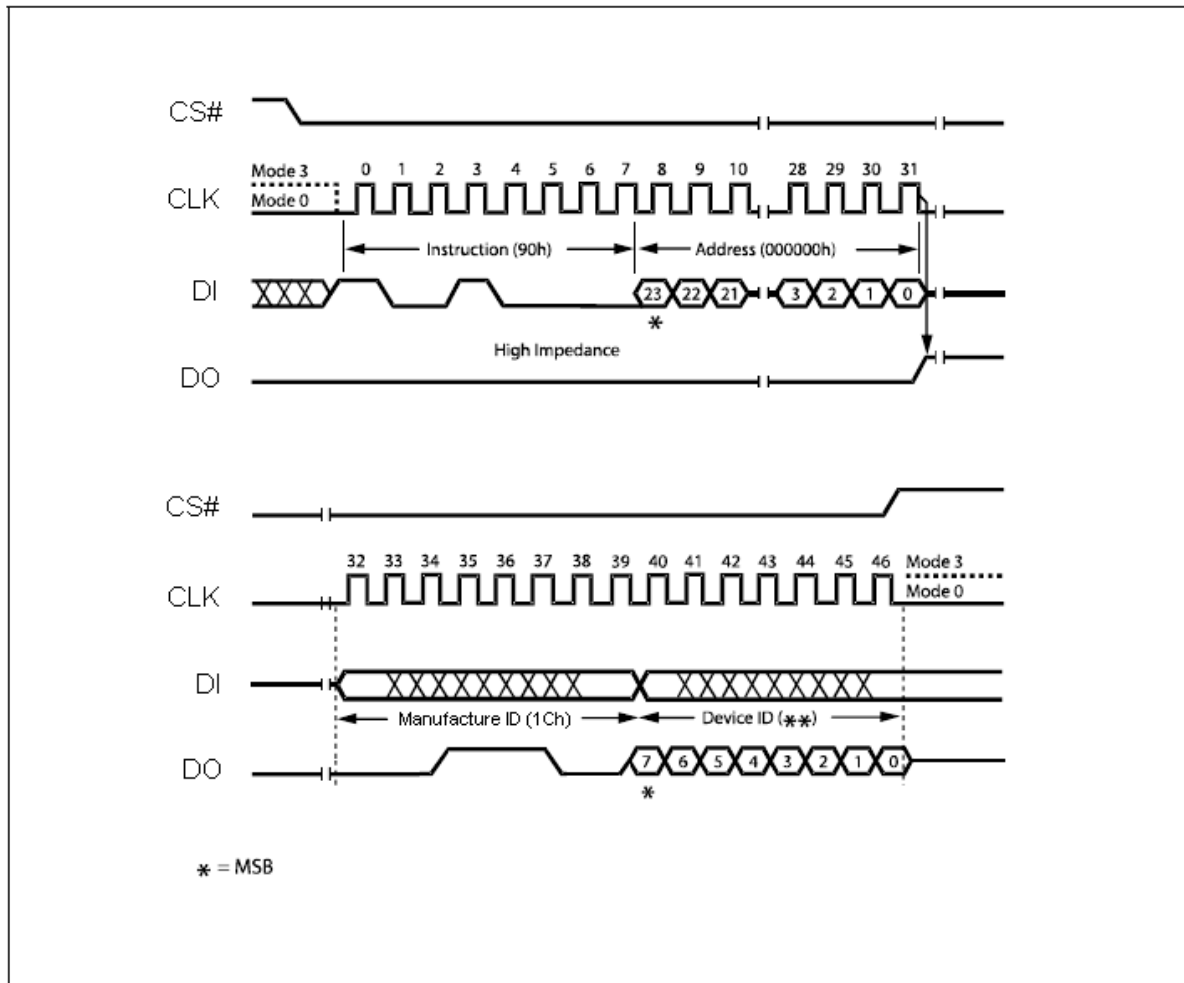 CS#
Mode 3 0 1 2 3 4 5 6 7 8 9 10 28 29 30 31
CLK
Mode 0
Instruction (90h) Address (000000h)
DI 23 22 21 3 2 1 0
*
High Impedance
DO
CS#
32 33 34 35 36 37 38 39 40 41 42 43 44 45 46 Mode 3
CLK
Mode 0
DI
Manufacture ID (1Ch) Device ID (**)
DO 7 6 5 4 3 2 1 0
*
* = MSB